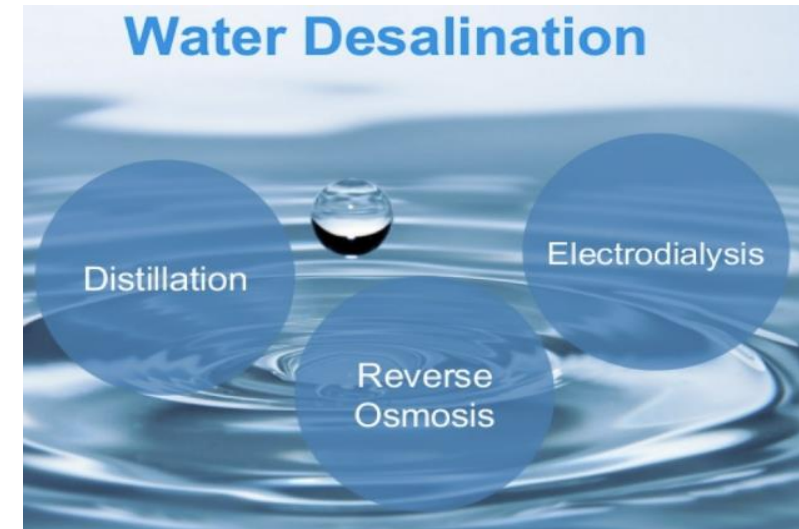 Water Desalination
Distillation
Reverse
Osmosis
Electrodialysis